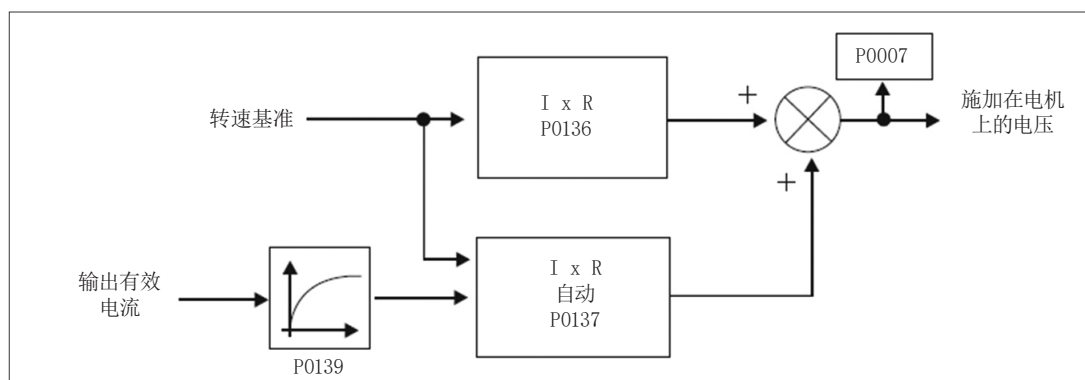 P0007
I x R
P0136
+
转速基准
施加在电机
上的电压
+
I x R
自动
P0137
输出有效
电流
P0139